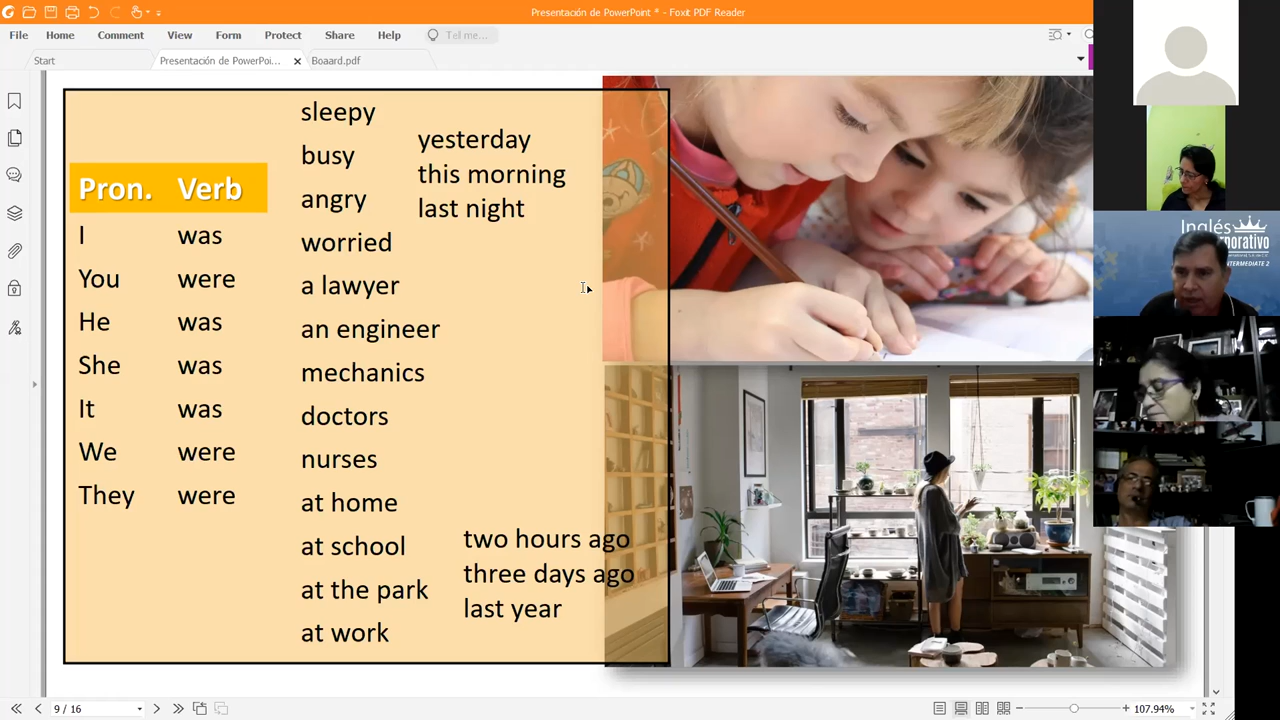 Presentación de PowerPoint * - Foxit PDF Reader
File Home Comment View Form Protect Share Help Tell me...
Start Presentación de PowerPoi... Boaard.pdf
Pron. Verb
I was
You were
He was
She was
It was
We were
They were
sleepy
busy
angry
worried
a lawyer
an engineer
mechanics
doctors
nurses
at home
at school
at the park
at work
yesterday
this morning
last night
two hours ago
three days ago
last year
Inglés
INTERMEDIATE 2
9 / 16
107.94%